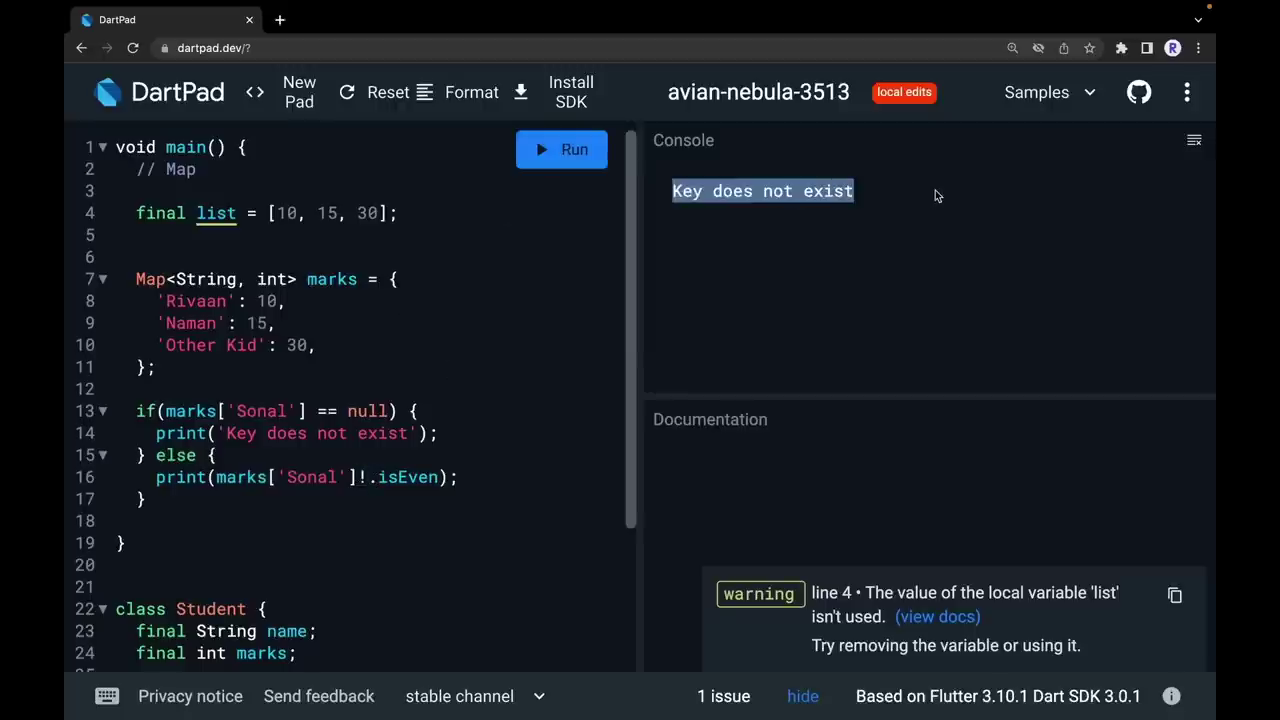 DartPad
dartpad.dev/?
R
DartPad
New Pad
Reset
Format
Install SDK
avian-nebula-3513
local edits
Samples
1 void main() {
2 // Map
3
4 final list = [10, 15, 30];
5
6
7 Map<String, int> marks = {
8 'Rivaan': 10,
9 'Naman': 15,
10 'Other Kid': 30,
11 };
12
13 if(marks['Sonal'] == null) {
14 print('Key does not exist');
15 } else {
16 print(marks['Sonal']!.isEven);
17 }
18
19 }
20
21
22 class Student {
23 final String name;
24 final int marks;
Run
Console
Key does not exist
Documentation
warning
line 4 • The value of the local variable 'list'
isn't used. (view docs)
Try removing the variable or using it.
Privacy notice
Send feedback
stable channel
1 issue
hide
Based on Flutter 3.10.1 Dart SDK 3.0.1